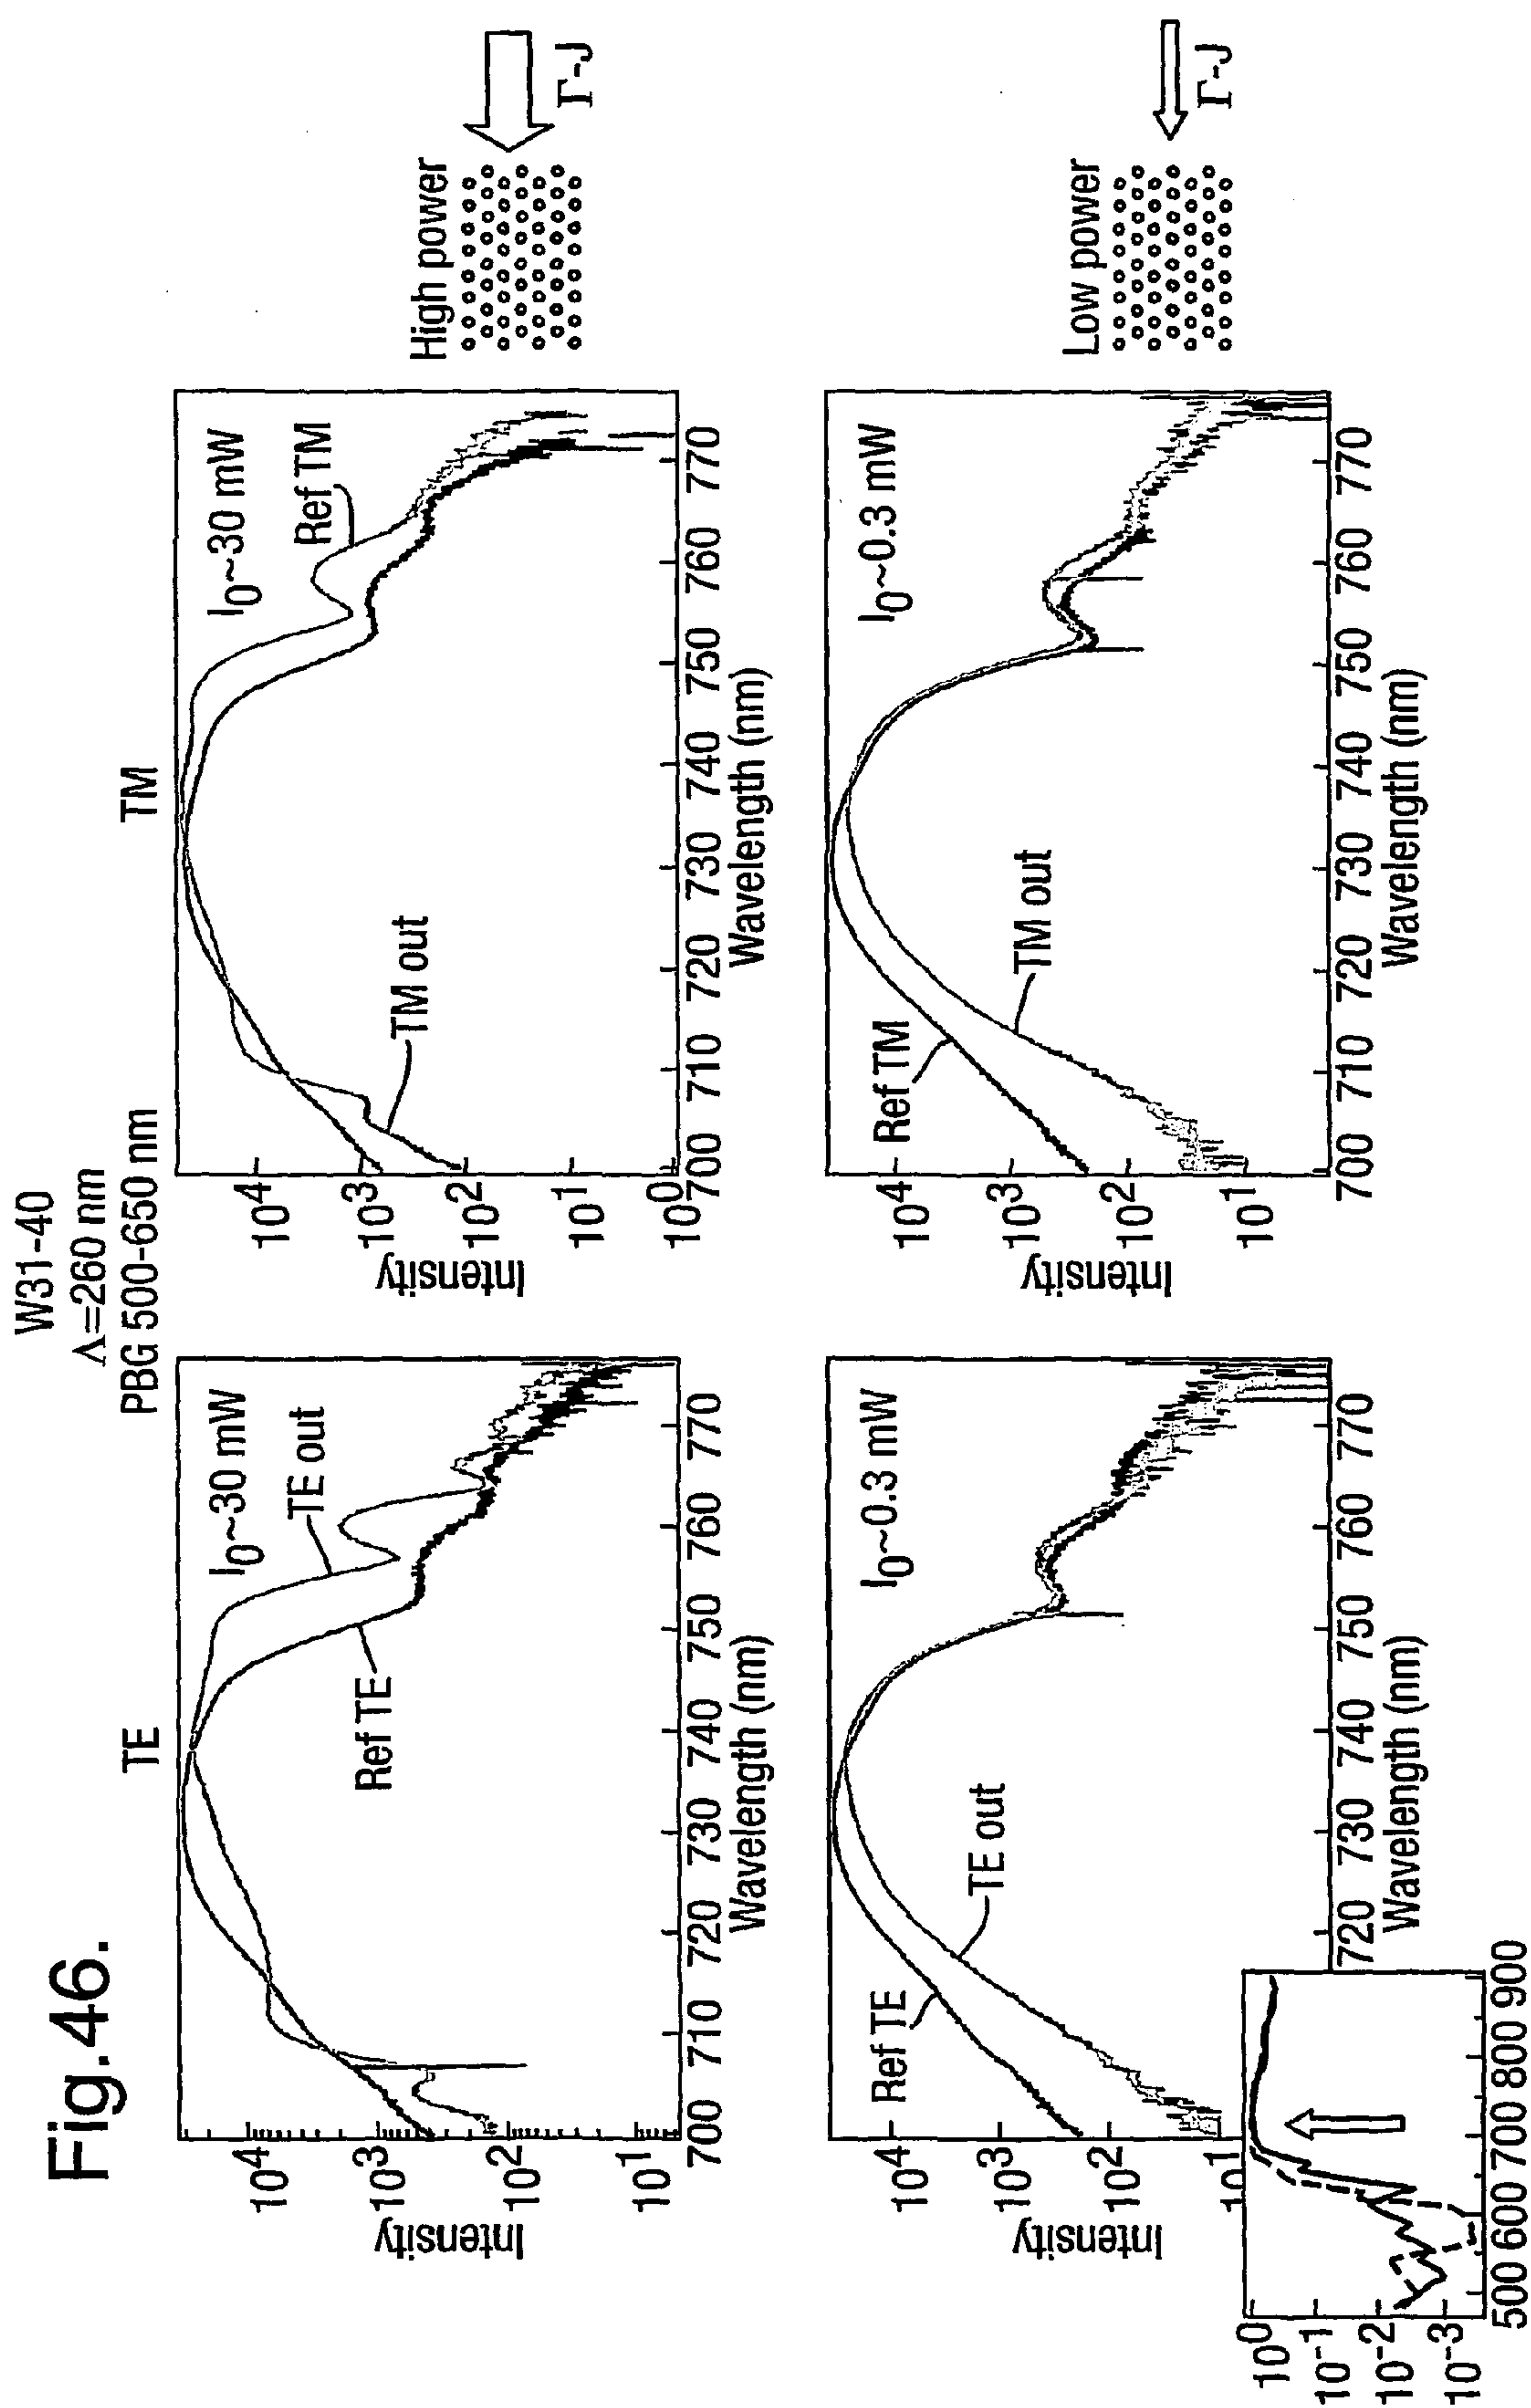 Fig.46.
W31-40
Λ=260 nm
PBG 500-650 nm
TE
TM
I0~30 mW
TE out
Ref TE
Intensity
10^4
10^3
10^2
10^1
700 710 720 730 740 750 760 770
Wavelength (nm)
I0~30 mW
Ref TM
TM out
Intensity
10^4
10^3
10^2
10^1
10^0
700 710 720 730 740 750 760 770
Wavelength (nm)
High power
Γ-J
I0~0.3 mW
Ref TE
TE out
Intensity
10^4
10^3
10^2
10
720 730 740 750 760 770
Wavelength (nm)
10^0
10^-1
10^-2
10^-3
500 600 700 800 900
I0~0.3 mW
Ref TM
TM out
Intensity
10^4
10^3
10^2
10^1
700 710 720 730 740 750 760 770
Wavelength (nm)
Low power
Γ-J